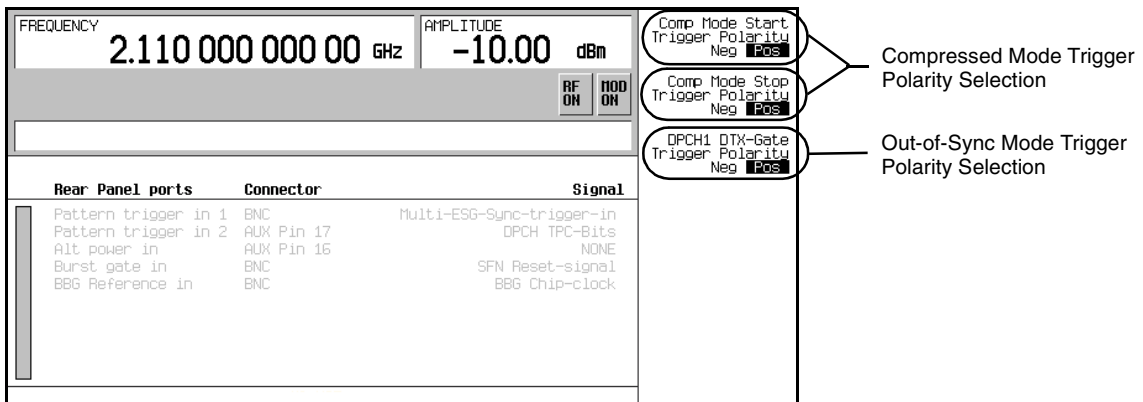 FREQUENCY
2.110 000 000 00 GHz
AMPLITUDE
-10.00 dBm
RF ON
MOD ON
Comp Mode Start
Trigger Polarity
Neg Pos
Comp Mode Stop
Trigger Polarity
Neg Pos
DPCH1 DTX-Gate
Trigger Polarity
Neg Pos
Compressed Mode Trigger
Polarity Selection
Out-of-Sync Mode Trigger
Polarity Selection
Rear Panel ports Connector Signal
Pattern trigger in 1 BNC Multi-ESG-Sync-trigger-in
Pattern trigger in 2 AUX Pin 17 DPCH TPC-Bits
Alt power in AUX Pin 16 NONE
Burst gate in BNC SFN Reset-signal
BBG Reference in BNC BBG Chip-clock